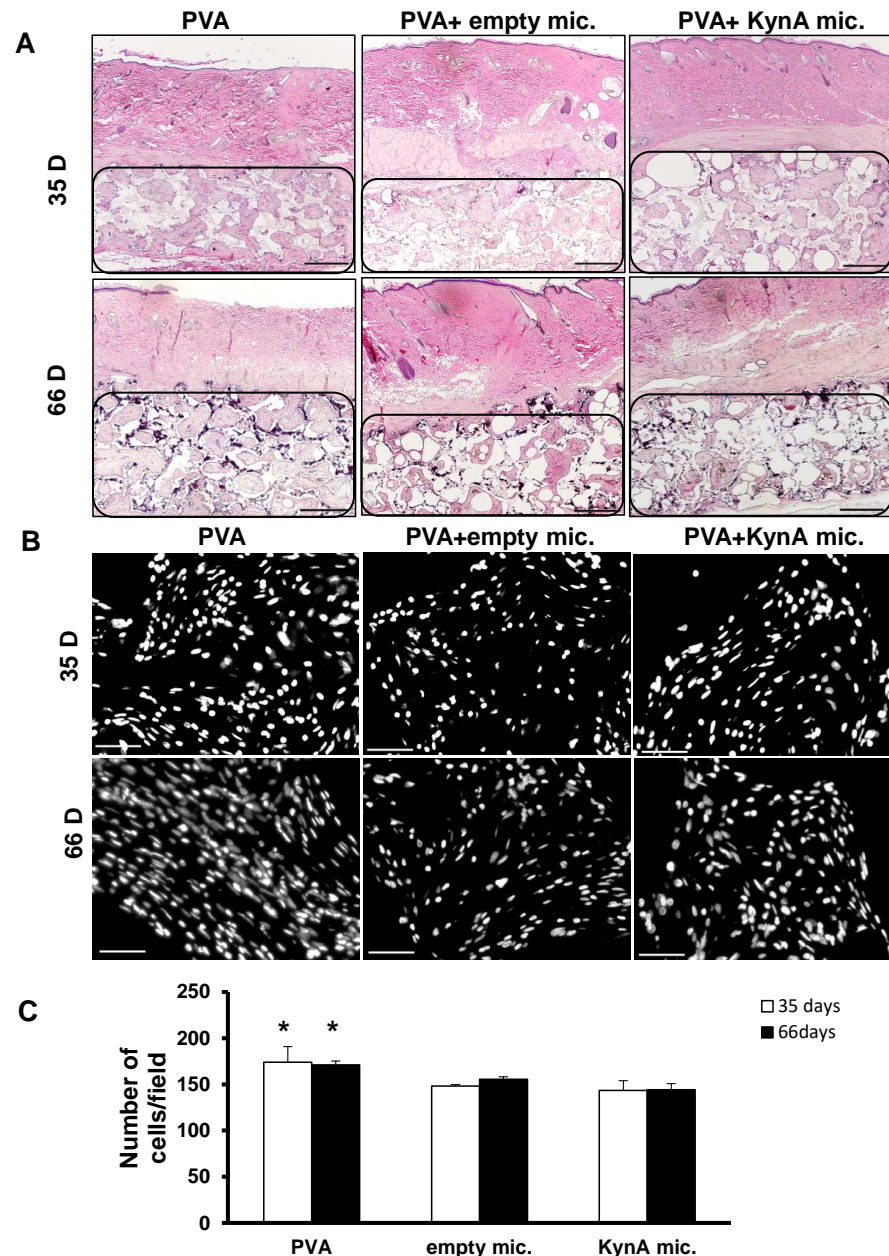 A
PVA
PVA+ empty mic.
PVA+ KynA mic.
35 D
66 D
B
PVA
PVA+empty mic.
PVA+KynA mic.
35 D
66 D
C
Number of
cells/field
250
200
150
100
50
0
*
*
35 days
66days
PVA
empty mic.
KynA mic.